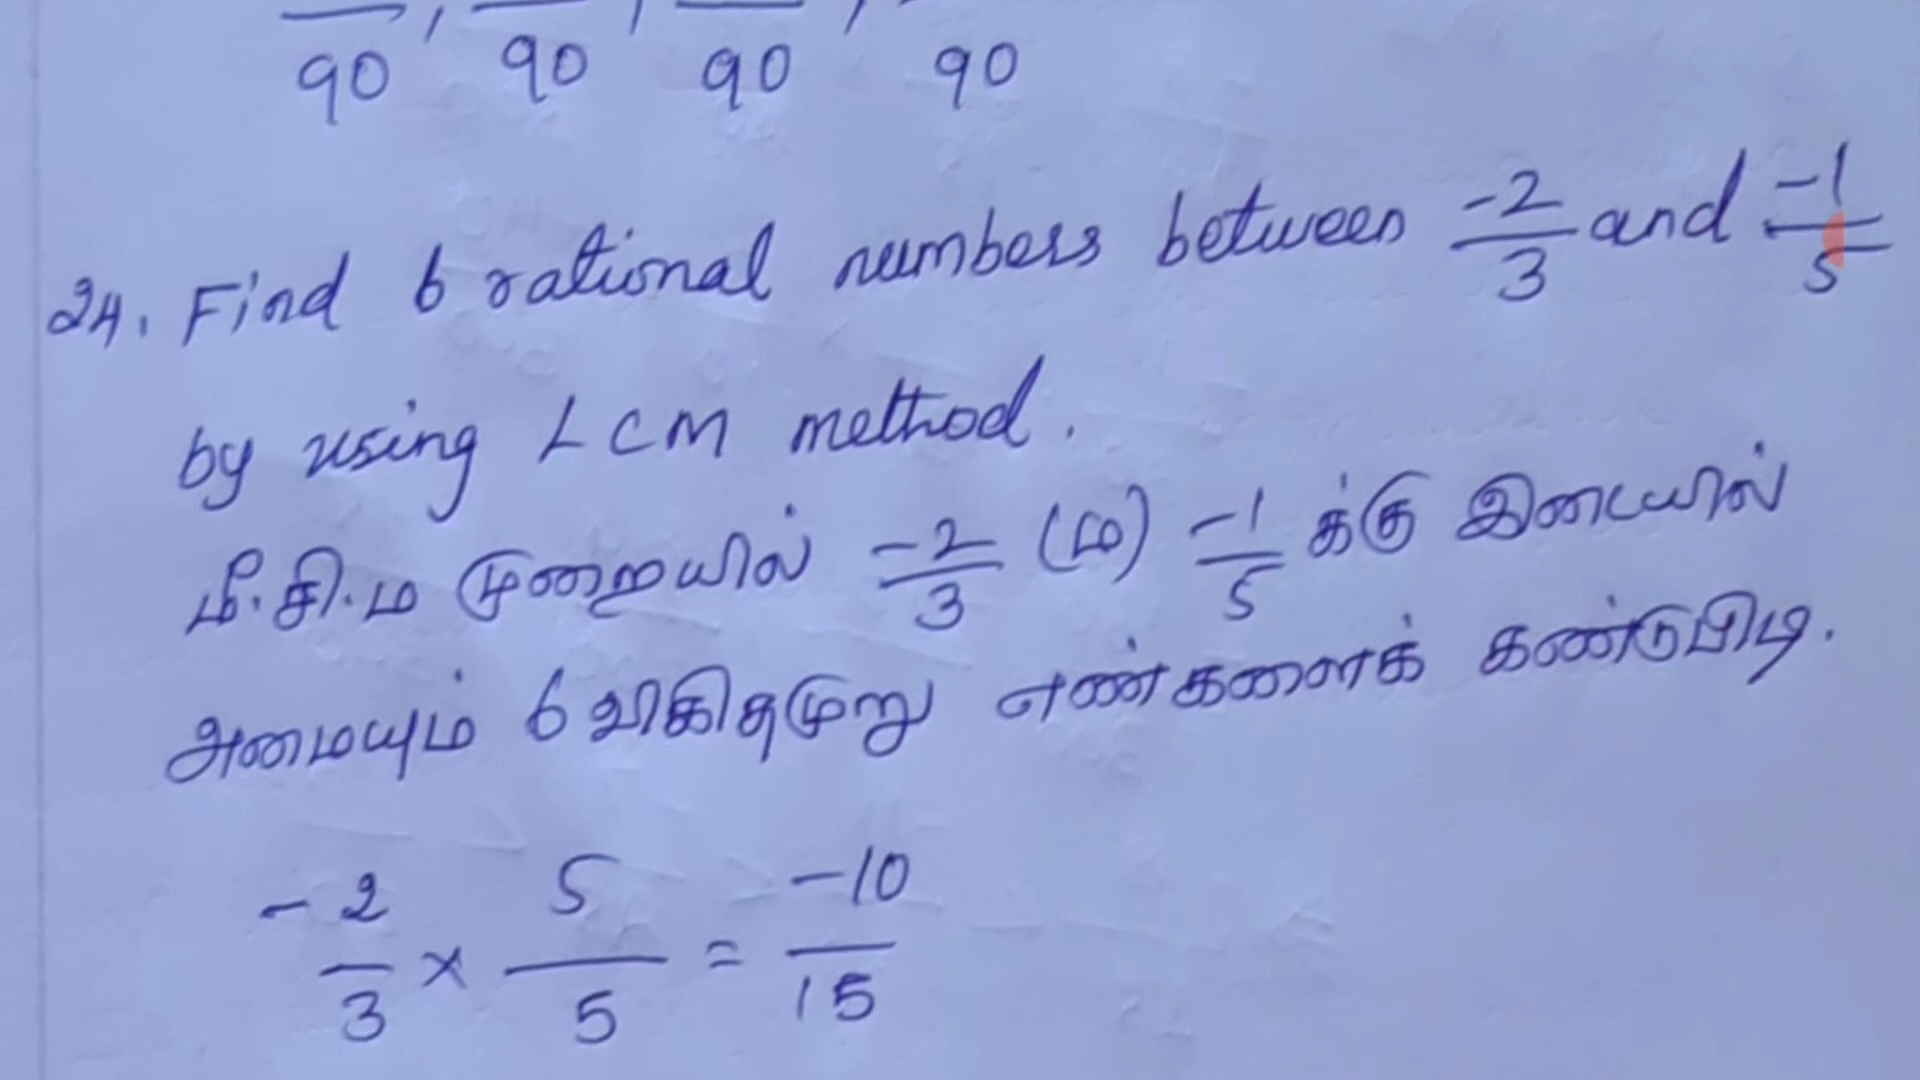 90 , 90 , 90 , 90
24. Find 6 rational numbers between -2/3 and -1/5
by using LCM method.
மீ.சி.ம முறையில் -2/3 (ம) -1/5 க்கு இடையில்
அமையும் 6 விகிதமுறு எண்களைக் கண்டுபிடி.
-2/3 × 5/5 = -10/15